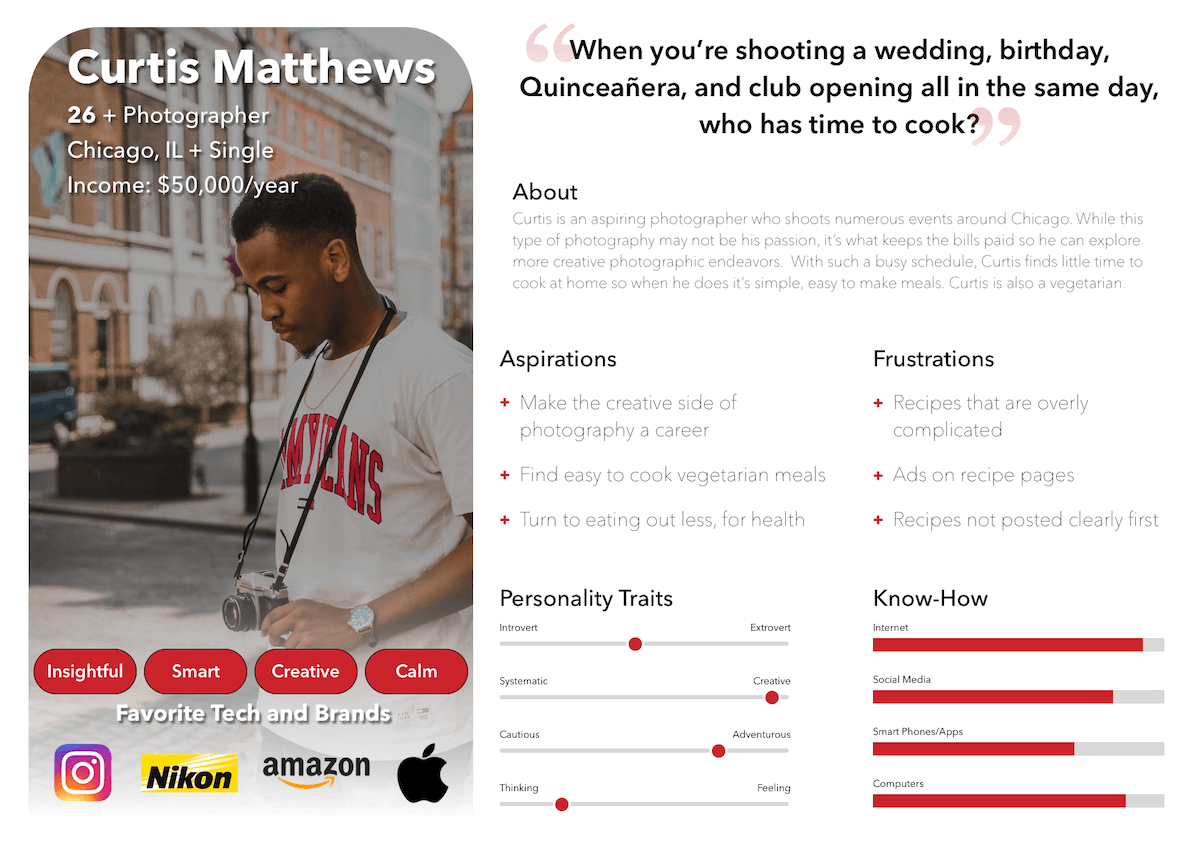 Curtis Matthews
26 + Photographer
Chicago, IL + Single
Income: $50,000/year
Insightful
Smart
Creative
Calm
Favorite Tech and Brands
Nikon
amazon
“When you’re shooting a wedding, birthday,
Quinceañera, and club opening all in the same day,
who has time to cook?”
About
Curtis is an aspiring photographer who shoots numerous events around Chicago. While this
type of photography may not be his passion, it’s what keeps the bills paid so he can explore
more creative photographic endeavors.  With such a busy schedule, Curtis finds little time to
cook at home so when he does it’s simple, easy to make meals. Curtis is also a vegetarian.
Aspirations
+ Make the creative side of
photography a career
+ Find easy to cook vegetarian meals
+ Turn to eating out less, for health
Frustrations
+ Recipes that are overly
complicated
+ Ads on recipe pages
+ Recipes not posted clearly first
Personality Traits
Introvert Extrovert
Systematic Creative
Cautious Adventurous
Thinking Feeling
Know-How
Internet
Social Media
Smart Phones/Apps
Computers